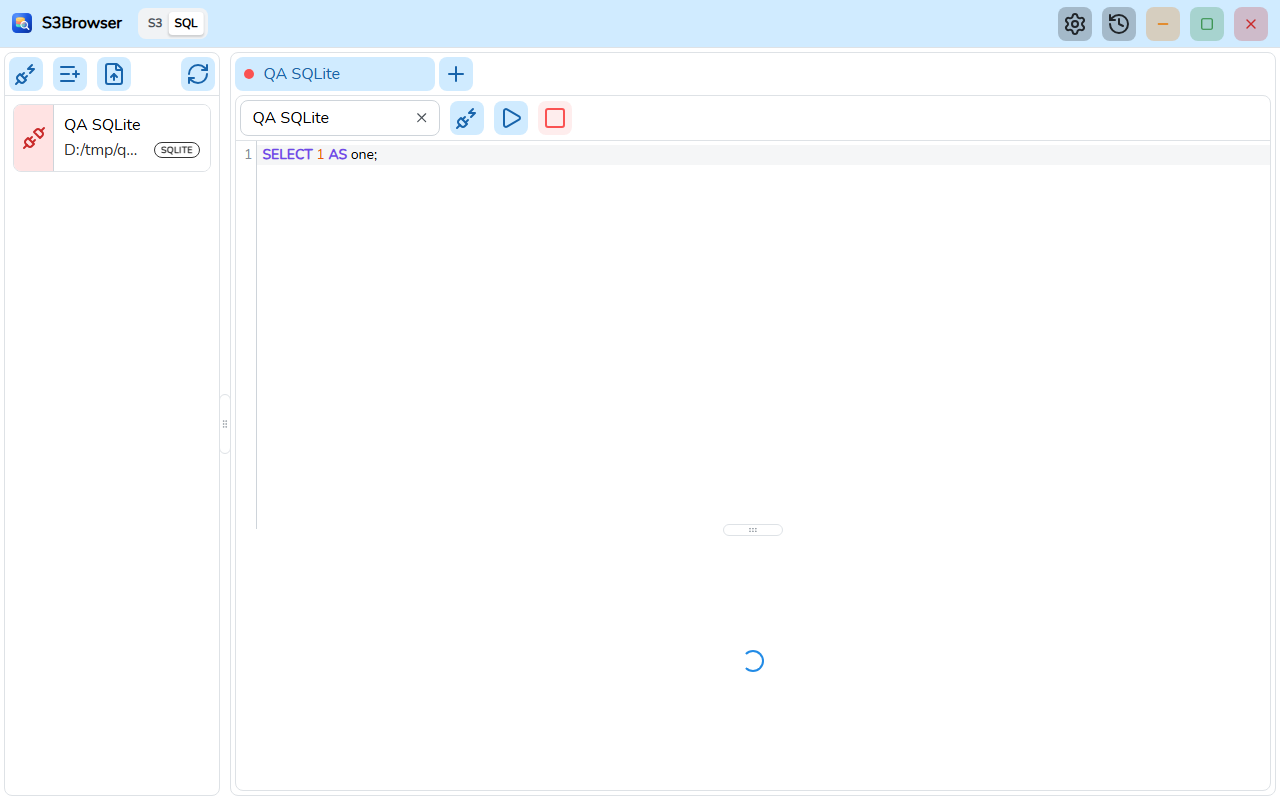 S3Browser
S3
SQL
QA SQLite
D:/tmp/q...
SQLITE
QA SQLite
QA SQLite
1
SELECT 1 AS one;